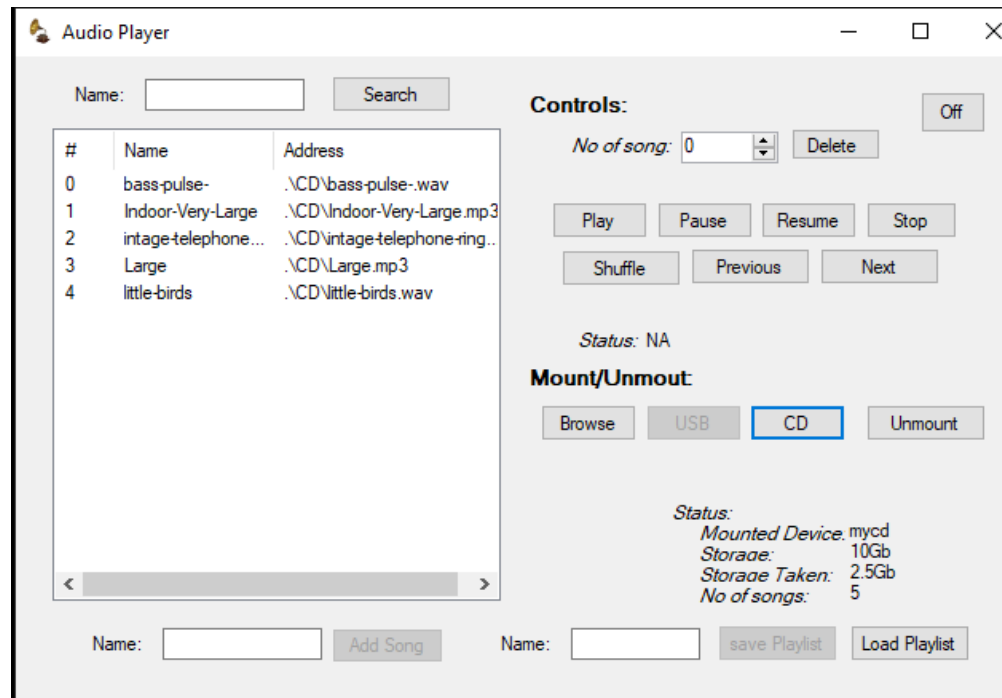 Audio Player
Name: Search
Controls: Off
No of song: 0 Delete
# Name Address
0 bass-pulse- .\CD\bass-pulse-.wav
1 Indoor-Very-Large .\CD\Indoor-Very-Large.mp3
2 intage-telephone... .\CD\intage-telephone-ring...
3 Large .\CD\Large.mp3
4 little-birds .\CD\little-birds.wav
Play Pause Resume Stop
Shuffle Previous Next
Status: NA
Mount/Unmout:
Browse USB CD Unmount
Status:
Mounted Device: mycd
Storage: 10Gb
Storage Taken: 2.5Gb
No of songs: 5
Name: Add Song Name: save Playlist Load Playlist